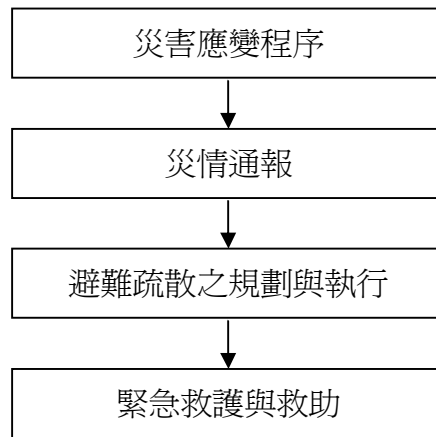 災害應變程序
災情通報
避難疏散之規劃與執行
緊急救護與救助